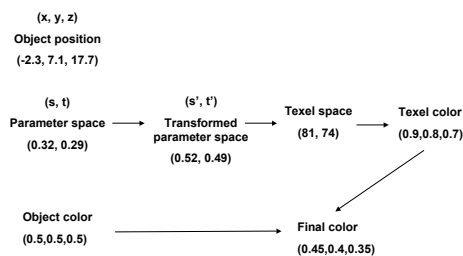 (x, y, z)
Object position
(-2.3, 7.1, 17.7)
(s, t)
Parameter space
(0.32, 0.29)
(s’, t’)
Transformed
parameter space
(0.52, 0.49)
Texel space
(81, 74)
Texel color
(0.9,0.8,0.7)
Object color
(0.5,0.5,0.5)
Final color
(0.45,0.4,0.35)